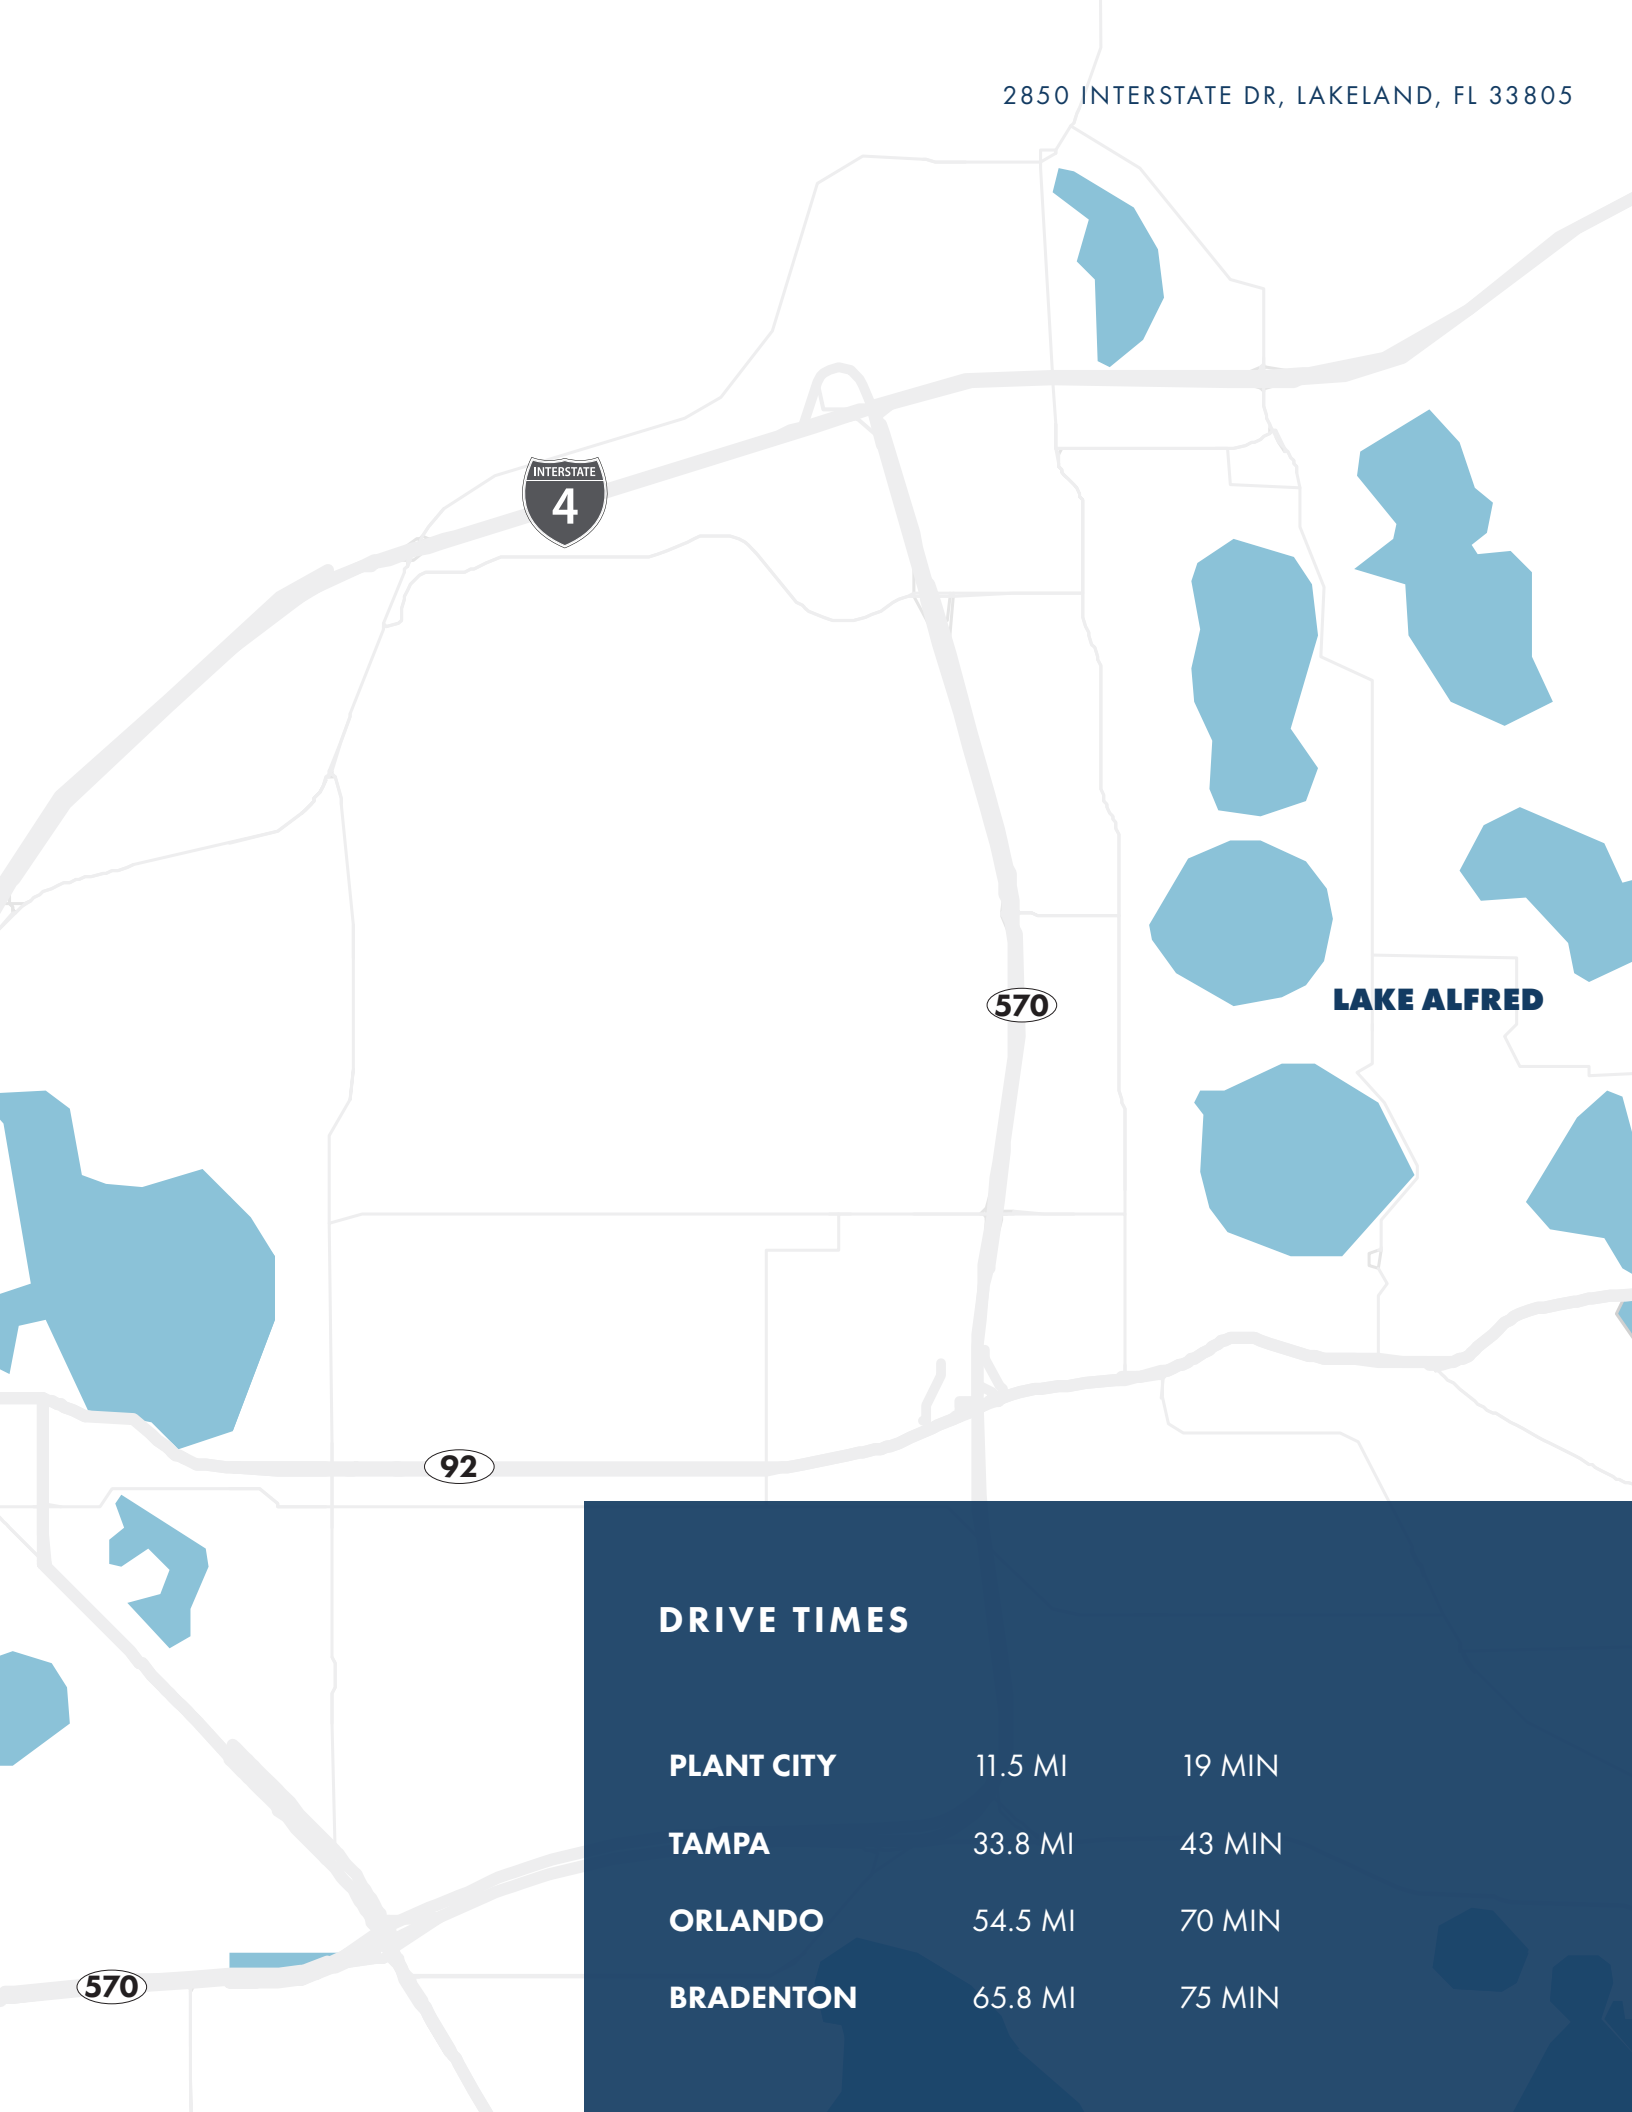 2850 INTERSTATE DR, LAKELAND, FL 33805
INTERSTATE
4
570
LAKE ALFRED
92
DRIVE TIMES
PLANT CITY 11.5 MI 19 MIN
TAMPA 33.8 MI 43 MIN
ORLANDO 54.5 MI 70 MIN
570
BRADENTON 65.8 MI 75 MIN